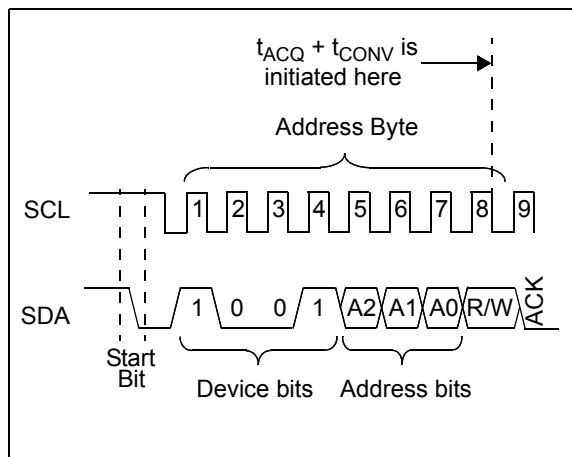 tACQ + tCONV is
initiated here
Address Byte
SCL 1 2 3 4 5 6 7 8 9
SDA 1 0 0 1 A2 A1 A0 R/W ACK
Start
Bit
Device bits Address bits